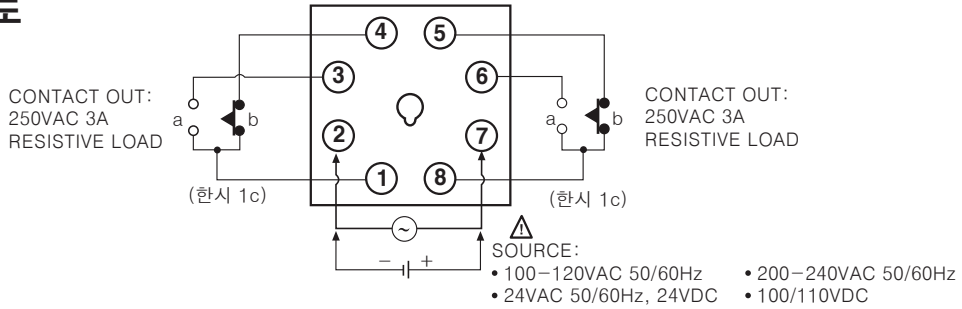 4 5
3 6
CONTACT OUT:
250VAC 3A
RESISTIVE LOAD
a b
(한시 1c)
2 7
1 8
a b
CONTACT OUT:
250VAC 3A
RESISTIVE LOAD
(한시 1c)
~
− +
SOURCE:
• 100−120VAC 50/60Hz • 200−240VAC 50/60Hz
• 24VAC 50/60Hz, 24VDC • 100/110VDC